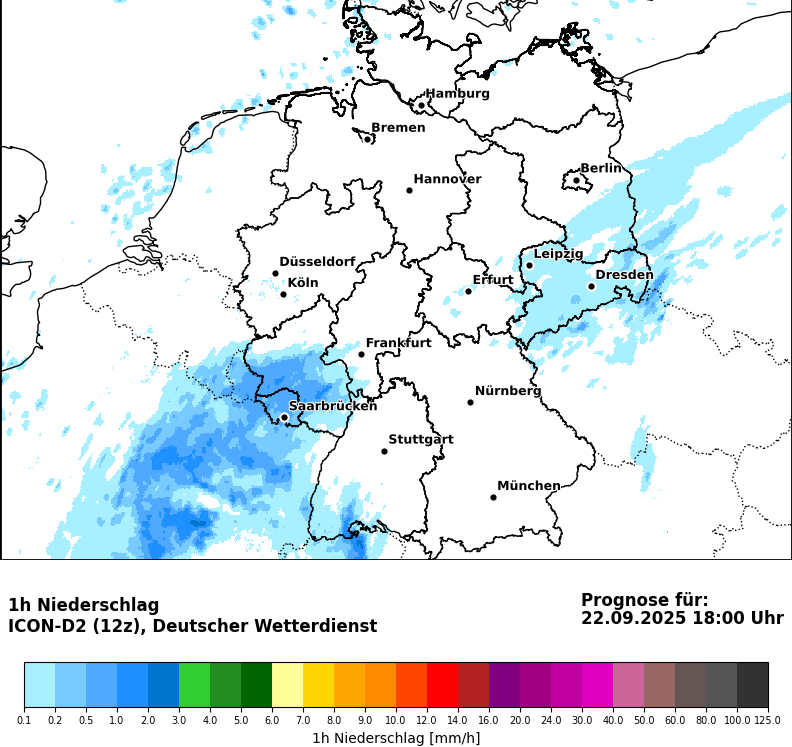 Hamburg
Bremen
Berlin
Hannover
Leipzig
Düsseldorf
Dresden
Köln
Erfurt
Frankfurt
Nürnberg
Saarbrücken
Stuttgart
München
1h Niederschlag
ICON-D2 (12z), Deutscher Wetterdienst
Prognose für:
22.09.2025 18:00 Uhr
0.1 0.2 0.5 1.0 2.0 3.0 4.0 5.0 6.0 7.0 8.0 9.0 10.0 12.0 14.0 16.0 20.0 24.0 30.0 40.0 50.0 60.0 80.0 100.0 125.0
1h Niederschlag [mm/h]